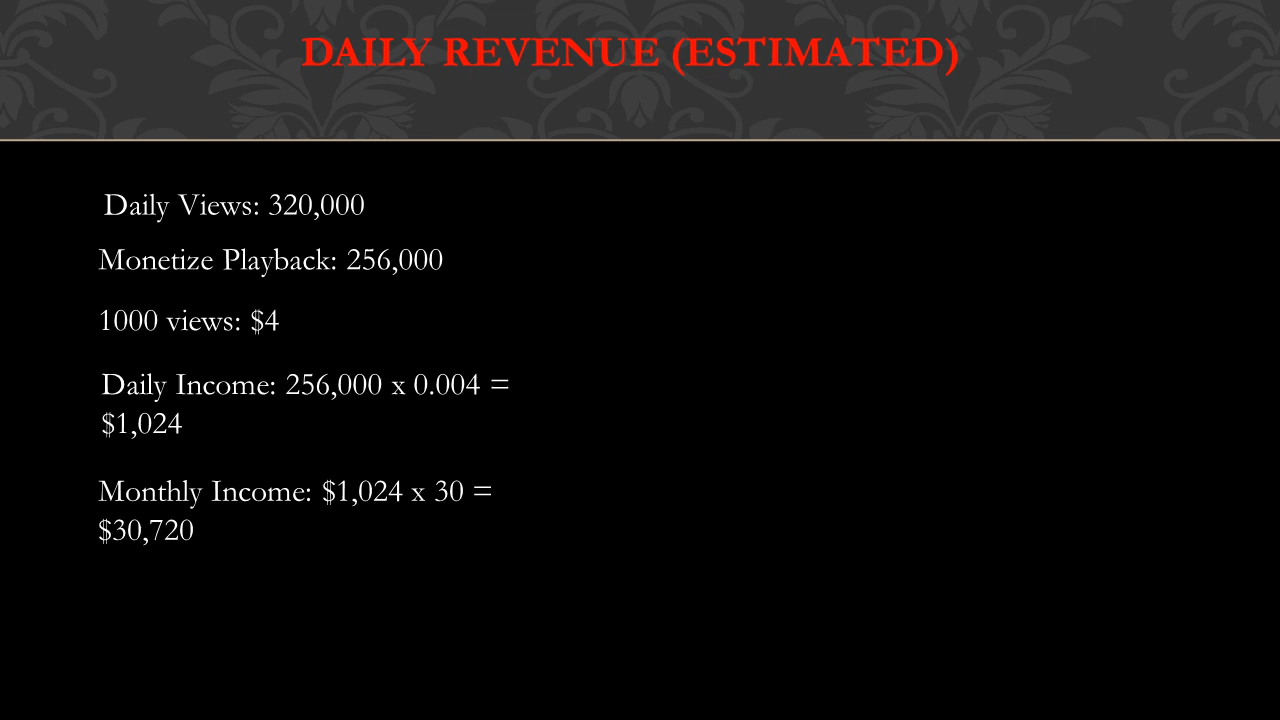 DAILY REVENUE (ESTIMATED)
Daily Views: 320,000
Monetize Playback: 256,000
1000 views: $4
Daily Income: 256,000 x 0.004 =
$1,024
Monthly Income: $1,024 x 30 =
$30,720